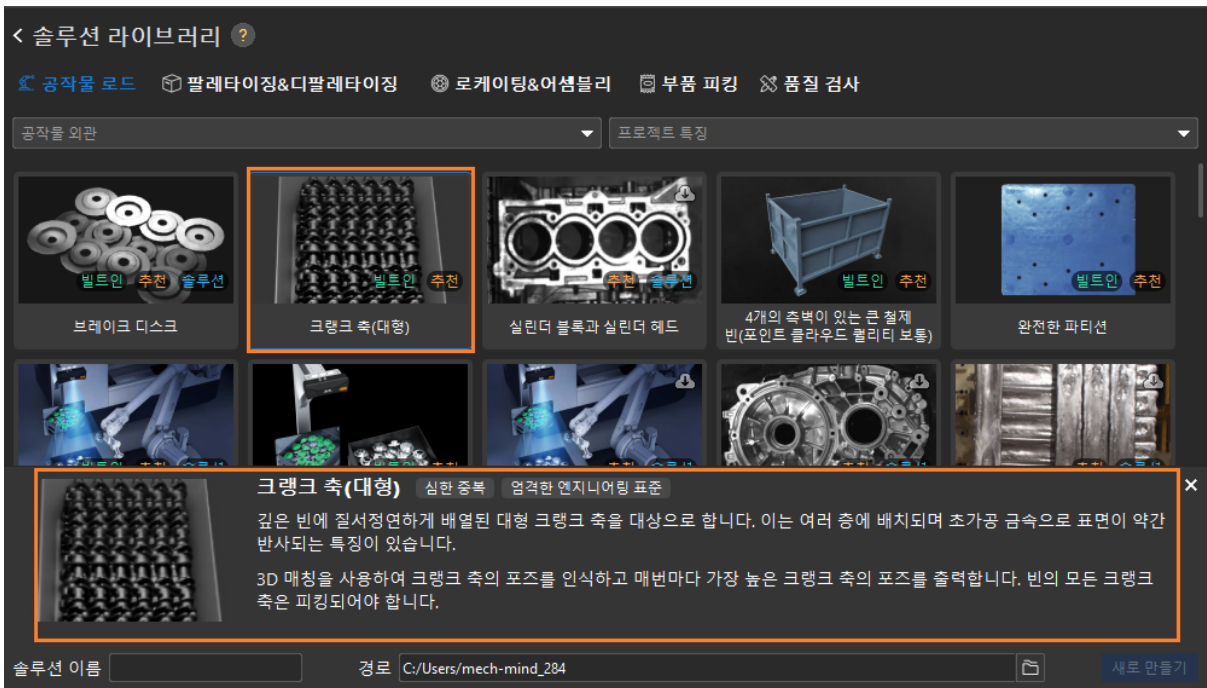 솔루션 라이브러리 ?
공작물 로드 팔레타이징&디팔레타이징 로케이팅&어셈블리 부품 피킹 품질 검사
공작물 외관 프로젝트 특징
빌트인 추천 솔루션 빌트인 추천 추천 솔루션 빌트인 추천 빌트인 추천
브레이크 디스크 크랭크 축(대형) 실린더 블록과 실린더 헤드 4개의 측벽이 있는 큰 철제 완전한 파티션
빈(포인트 클라우드 퀄리티 보통)
크랭크 축(대형) 심한 중복 엄격한 엔지니어링 표준
깊은 빈에 질서정연하게 배열된 대형 크랭크 축을 대상으로 합니다. 이는 여러 층에 배치되며 초가공 금속으로 표면이 약간
반사되는 특징이 있습니다.
3D 매칭을 사용하여 크랭크 축의 포즈를 인식하고 매번마다 가장 높은 크랭크 축의 포즈를 출력합니다. 빈의 모든 크랭크
축은 피킹되어야 합니다.
솔루션 이름 경로 C:/Users/mech-mind_284 새로 만들기